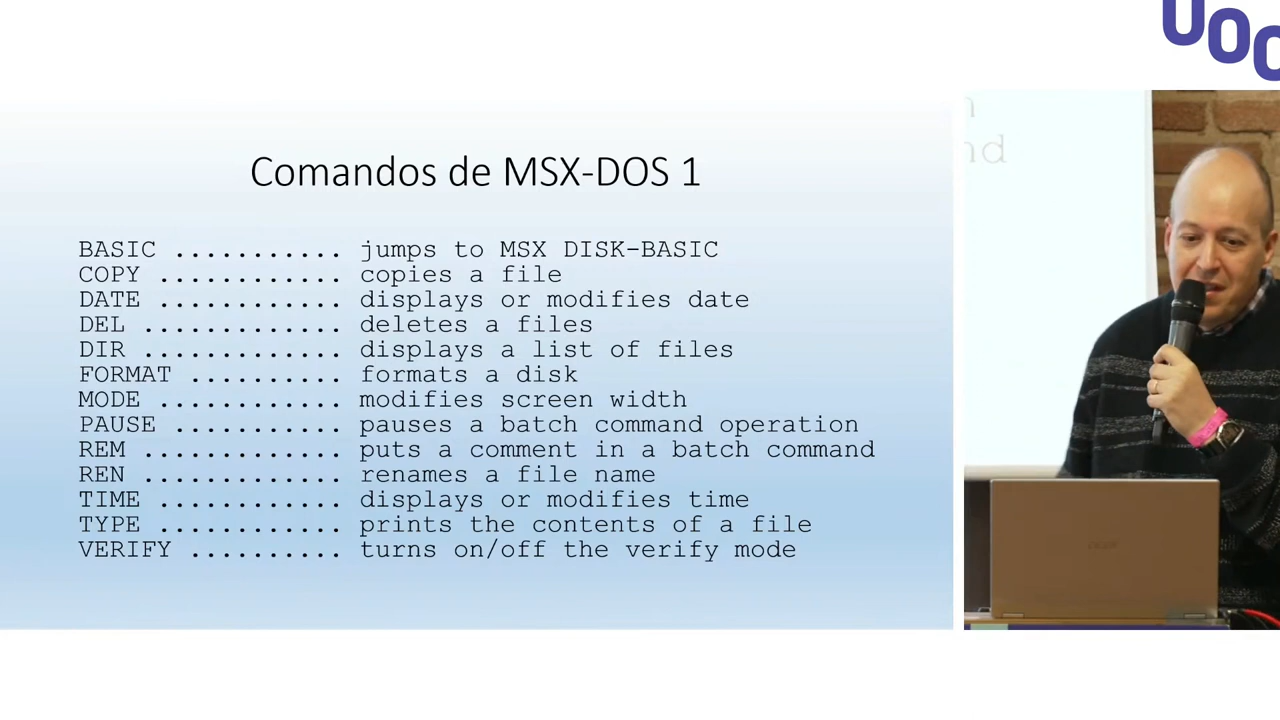 UOC
Comandos de MSX-DOS 1
BASIC ........... jumps to MSX DISK-BASIC
COPY ............ copies a file
DATE ............ displays or modifies date
DEL ............. deletes a files
DIR ............. displays a list of files
FORMAT .......... formats a disk
MODE ............ modifies screen width
PAUSE ........... pauses a batch command operation
REM ............. puts a comment in a batch command
REN ............. renames a file name
TIME ............ displays or modifies time
TYPE ............ prints the contents of a file
VERIFY .......... turns on/off the verify mode
nd
acer